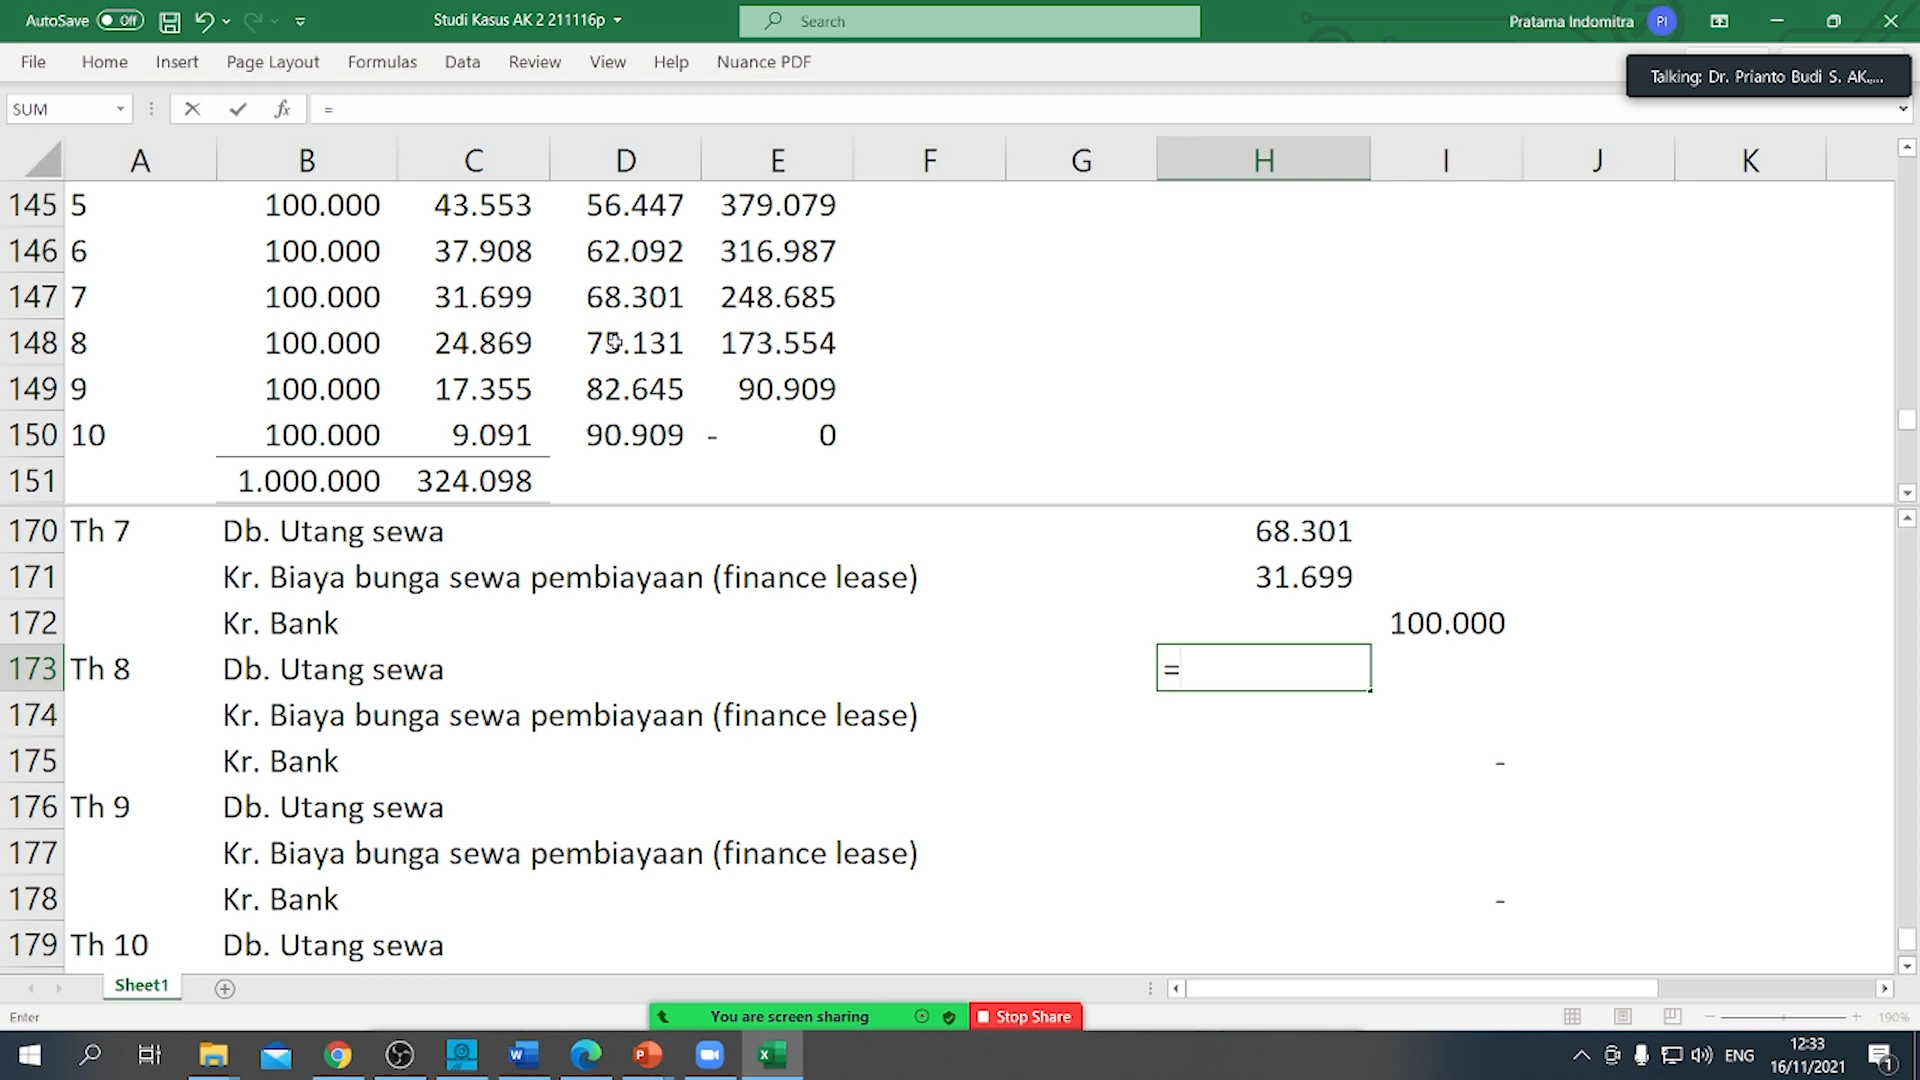 AutoSave Off Studi Kasus AK 2 211116p Search Pratama Indomitra PI
File Home Insert Page Layout Formulas Data Review View Help Nuance PDF
Talking: Dr. Prianto Budi S. AK,...
SUM fx =
A B C D E F G H I J K
145 5 100.000 43.553 56.447 379.079
146 6 100.000 37.908 62.092 316.987
147 7 100.000 31.699 68.301 248.685
148 8 100.000 24.869 75.131 173.554
149 9 100.000 17.355 82.645 90.909
150 10 100.000 9.091 90.909 - 0
151 1.000.000 324.098
170 Th 7 Db. Utang sewa 68.301
171 Kr. Biaya bunga sewa pembiayaan (finance lease) 31.699
172 Kr. Bank 100.000
173 Th 8 Db. Utang sewa =
174 Kr. Biaya bunga sewa pembiayaan (finance lease)
175 Kr. Bank -
176 Th 9 Db. Utang sewa
177 Kr. Biaya bunga sewa pembiayaan (finance lease)
178 Kr. Bank -
179 Th 10 Db. Utang sewa
Sheet1
Enter You are screen sharing Stop Share 190%
ENG 12:33
16/11/2021 1